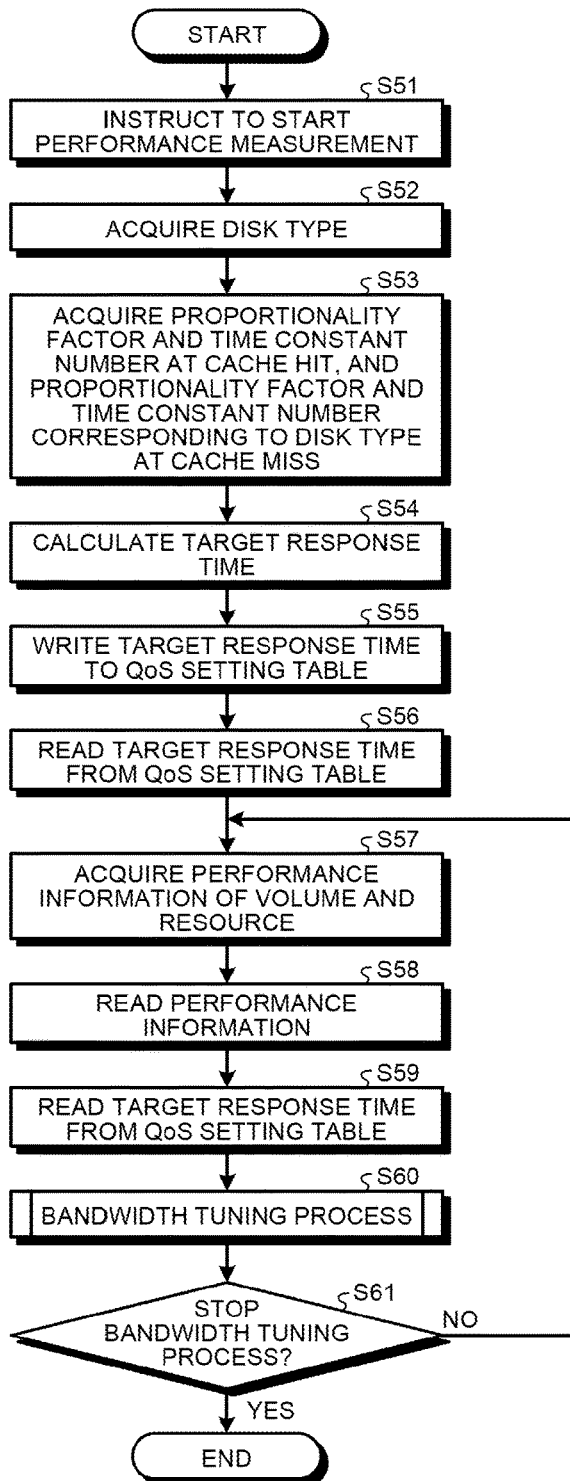 START
S51
INSTRUCT TO START
PERFORMANCE MEASUREMENT
S52
ACQUIRE DISK TYPE
S53
ACQUIRE PROPORTIONALITY
FACTOR AND TIME CONSTANT
NUMBER AT CACHE HIT, AND
PROPORTIONALITY FACTOR AND
TIME CONSTANT NUMBER
CORRESPONDING TO DISK TYPE
AT CACHE MISS
S54
CALCULATE TARGET RESPONSE
TIME
S55
WRITE TARGET RESPONSE TIME
TO QoS SETTING TABLE
S56
READ TARGET RESPONSE TIME
FROM QoS SETTING TABLE
S57
ACQUIRE PERFORMANCE
INFORMATION OF VOLUME AND
RESOURCE
S58
READ PERFORMANCE
INFORMATION
S59
READ TARGET RESPONSE TIME
FROM QoS SETTING TABLE
S60
BANDWIDTH TUNING PROCESS
S61
STOP
BANDWIDTH TUNING
PROCESS?
NO
YES
END